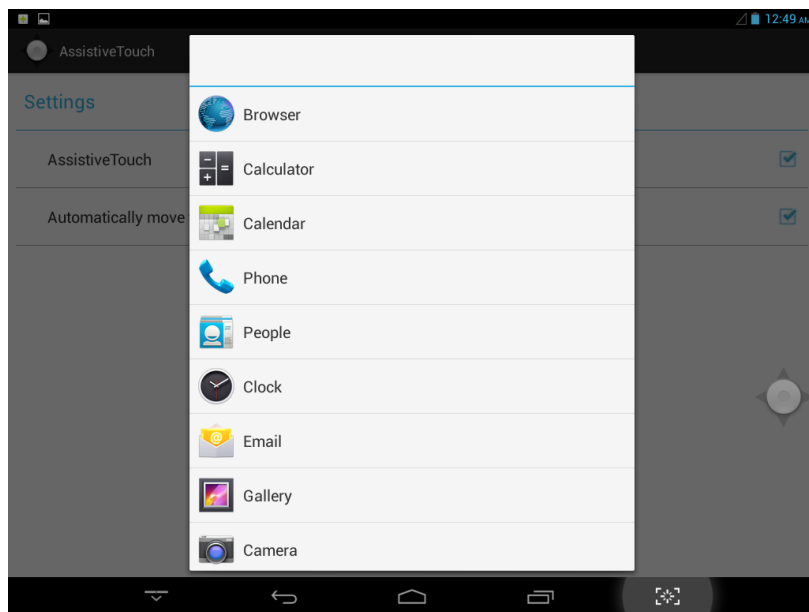 12:49 AM
AssistiveTouch
Settings
AssistiveTouch
Automatically move
Browser
Calculator
Calendar
Phone
People
Clock
Email
Gallery
Camera